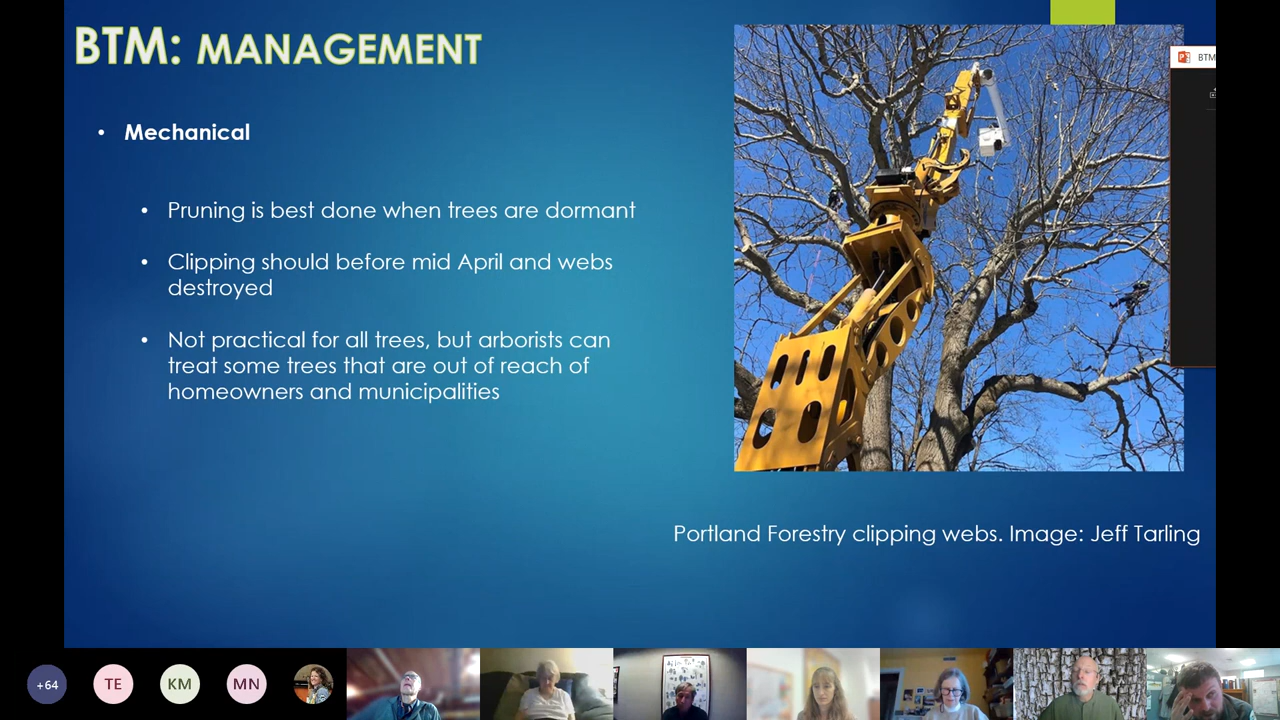 BTM: MANAGEMENT
• Mechanical
• Pruning is best done when trees are dormant
• Clipping should before mid April and webs
destroyed
• Not practical for all trees, but arborists can
treat some trees that are out of reach of
homeowners and municipalities
BTM
Portland Forestry clipping webs. Image: Jeff Tarling
+64
TE
KM
MN